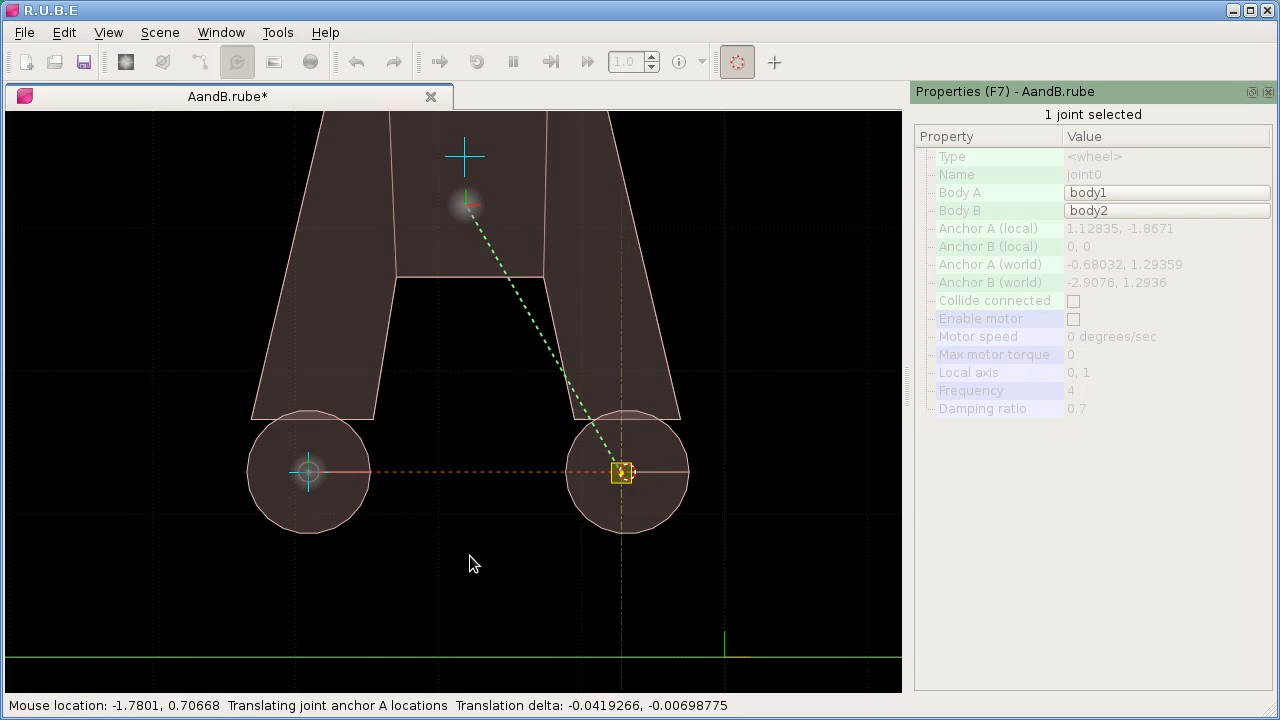 R.U.B.E
File Edit View Scene Window Tools Help
1.0
AandB.rube*
Properties (F7) - AandB.rube
1 joint selected
Property Value
Type <wheel>
Name joint0
Body A body1
Body B body2
Anchor A (local) 1.12835, -1.8671
Anchor B (local) 0, 0
Anchor A (world) -0.68032, 1.29359
Anchor B (world) -2.9076, 1.2936
Collide connected
Enable motor
Motor speed 0 degrees/sec
Max motor torque 0
Local axis 0, 1
Frequency 4
Damping ratio 0.7
Mouse location: -1.7801, 0.70668 Translating joint anchor A locations Translation delta: -0.0419266, -0.00698775